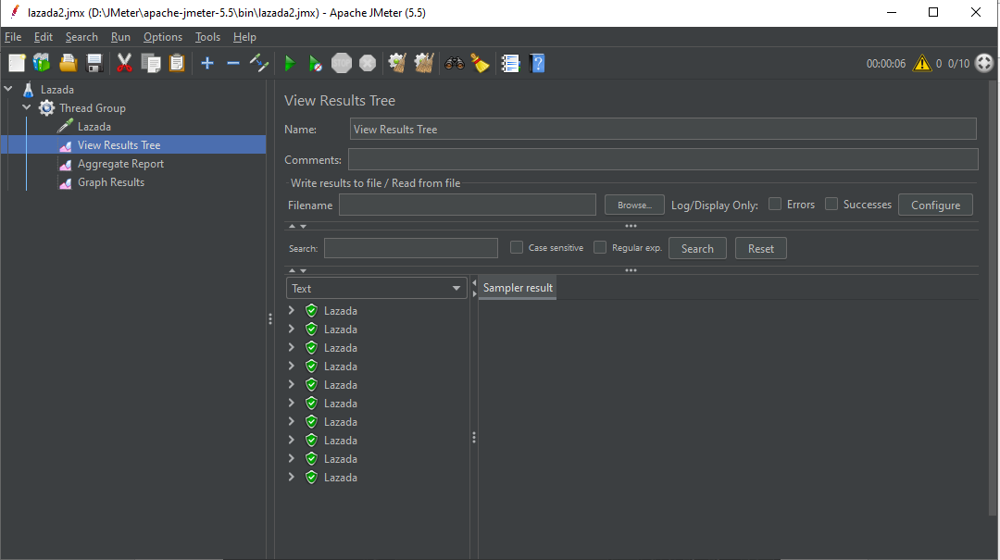 lazada2.jmx (D:\JMeter\apache-jmeter-5.5\bin\lazada2.jmx) - Apache JMeter (5.5)
File Edit Search Run Options Tools Help
STOP 00:00:06 0 0/10
Lazada
Thread Group
Lazada
View Results Tree
Aggregate Report
Graph Results
View Results Tree
Name: View Results Tree
Comments:
Write results to file / Read from file
Filename Browse... Log/Display Only: Errors Successes Configure
Search: Case sensitive Regular exp. Search Reset
Text Sampler result
Lazada
Lazada
Lazada
Lazada
Lazada
Lazada
Lazada
Lazada
Lazada
Lazada